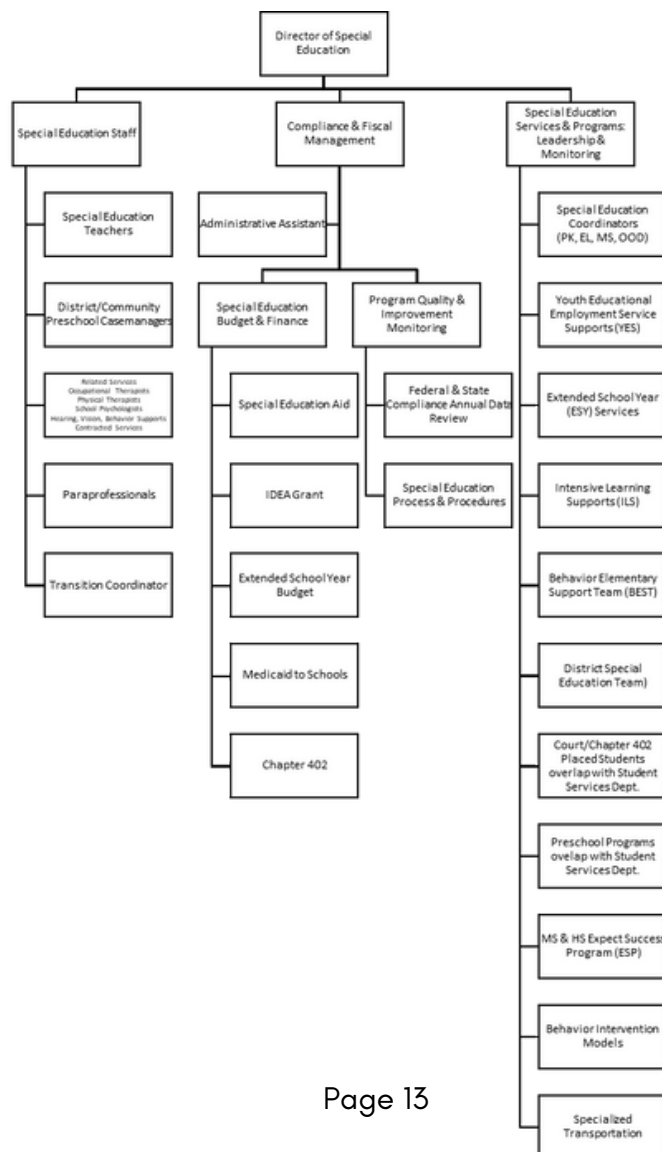 Director of Special
Education
Special Education Staff
Compliance & Fiscal
Management
Special Education
Services & Programs:
Leadership &
Monitoring
Special Education
Teachers
District/Community
Preschool Casemanagers
Related Services
Occupational Therapists
Physical Therapists
School Psychologists
Hearing, Vision, Behavior Supports
Contracted Services
Paraprofessionals
Transition Coordinator
Administrative Assistant
Special Education
Budget & Finance
Program Quality &
Improvement
Monitoring
Special Education Aid
IDEA Grant
Extended School Year
Budget
Medicaid to Schools
Chapter 402
Federal & State
Compliance Annual Data
Review
Special Education
Process & Procedures
Special Education
Coordinators
(PK, EL, MS, OOD)
Youth Educational
Employment Service
Supports (YES)
Extended School Year
(ESY) Services
Intensive Learning
Supports (ILS)
Behavior Elementary
Support Team (BEST)
District Special
Education Team)
Court/Chapter 402
Placed Students
overlap with Student
Services Dept.
Preschool Programs
ovelap with Student
Services Dept.
MS & HS Expect Success
Program (ESP)
Behavior Intervention
Models
Specialized
Transportation
Page 13